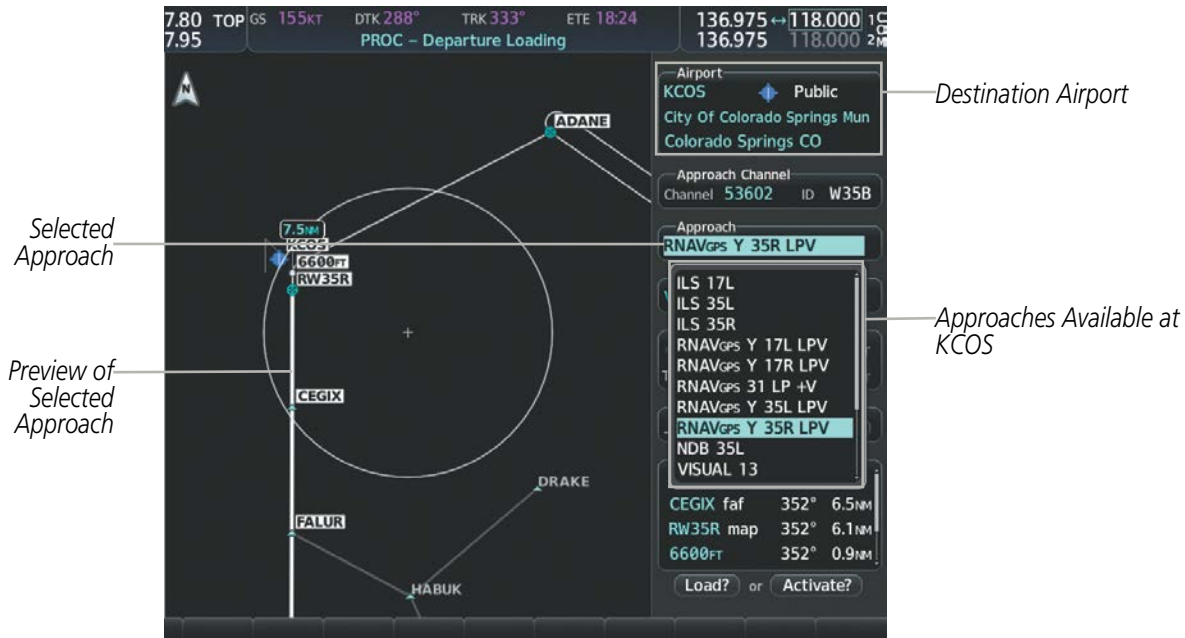 7.80 TOP GS 155KT DTK 288° TRK 333° ETE 18:24 136.975 ↔ 118.000 1
7.95 PROC – Departure Loading 136.975 118.000 2
N
Airport
KCOS Public
City Of Colorado Springs Mun
Colorado Springs CO
Destination Airport
ADANE
Approach Channel
Channel 53602 ID W35B
Selected
Approach
Approach
RNAVGPS Y 35R LPV
7.5NM
KCOS
6600FT
RW35R
ILS 17L
ILS 35L
ILS 35R
RNAVGPS Y 17L LPV
RNAVGPS Y 17R LPV
RNAVGPS 31 LP +V
RNAVGPS Y 35L LPV
RNAVGPS Y 35R LPV
NDB 35L
VISUAL 13
Approaches Available at
KCOS
Preview of
Selected
Approach
CEGIX
DRAKE
FALUR
HABUK
CEGIX faf 352° 6.5NM
RW35R map 352° 6.1NM
6600FT 352° 0.9NM
Load? or Activate?